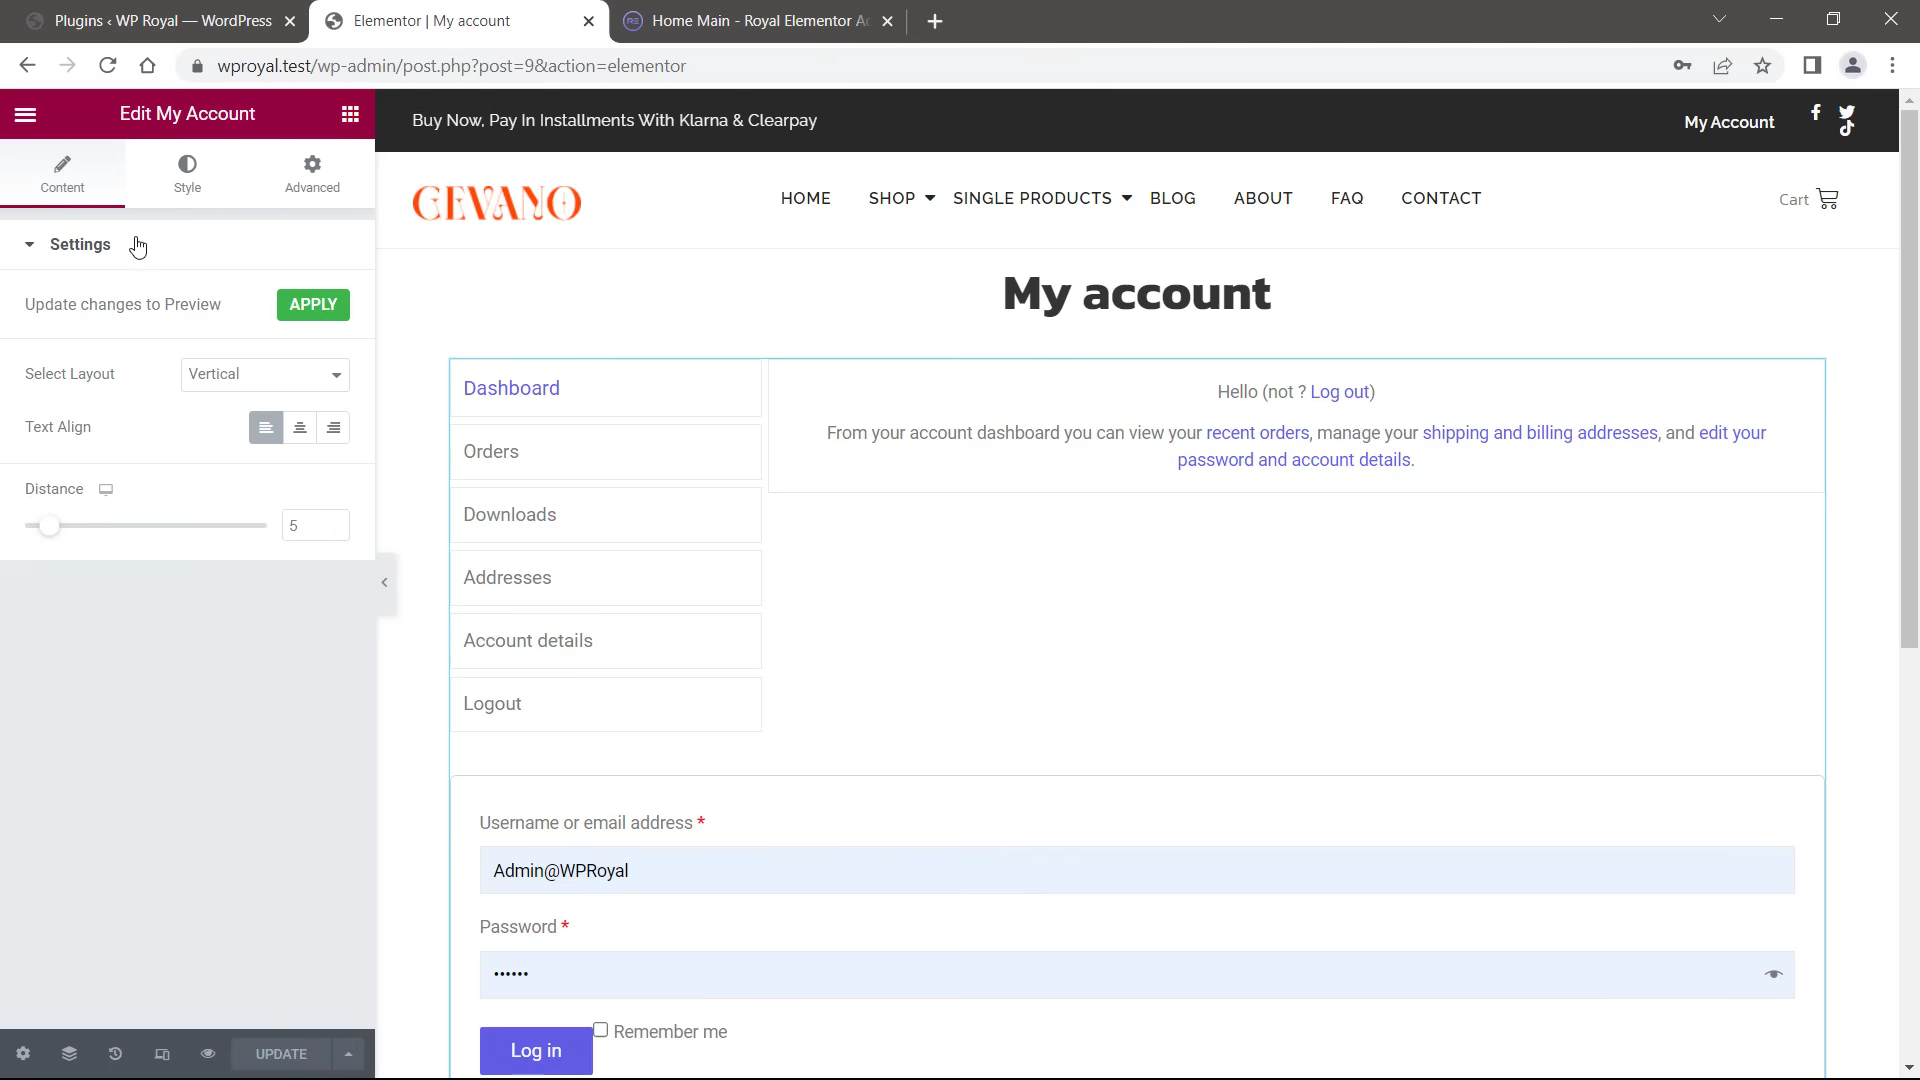 Plugins ‹ WP Royal — WordPress
Elementor | My account
Home Main - Royal Elementor A
wproyal.test/wp-admin/post.php?post=9&action=elementor
Edit My Account
Content
Style
Advanced
Settings
Update changes to Preview
APPLY
Select Layout
Vertical
Text Align
Distance
5
UPDATE
Buy Now, Pay In Installments With Klarna & Clearpay
My Account
GEVANO
HOME
SHOP
SINGLE PRODUCTS
BLOG
ABOUT
FAQ
CONTACT
Cart
My account
Dashboard
Orders
Downloads
Addresses
Account details
Logout
Hello (not ? Log out)
From your account dashboard you can view your recent orders, manage your shipping and billing addresses, and edit your
password and account details.
Username or email address *
Admin@WPRoyal
Password *
••••••
Remember me
Log in